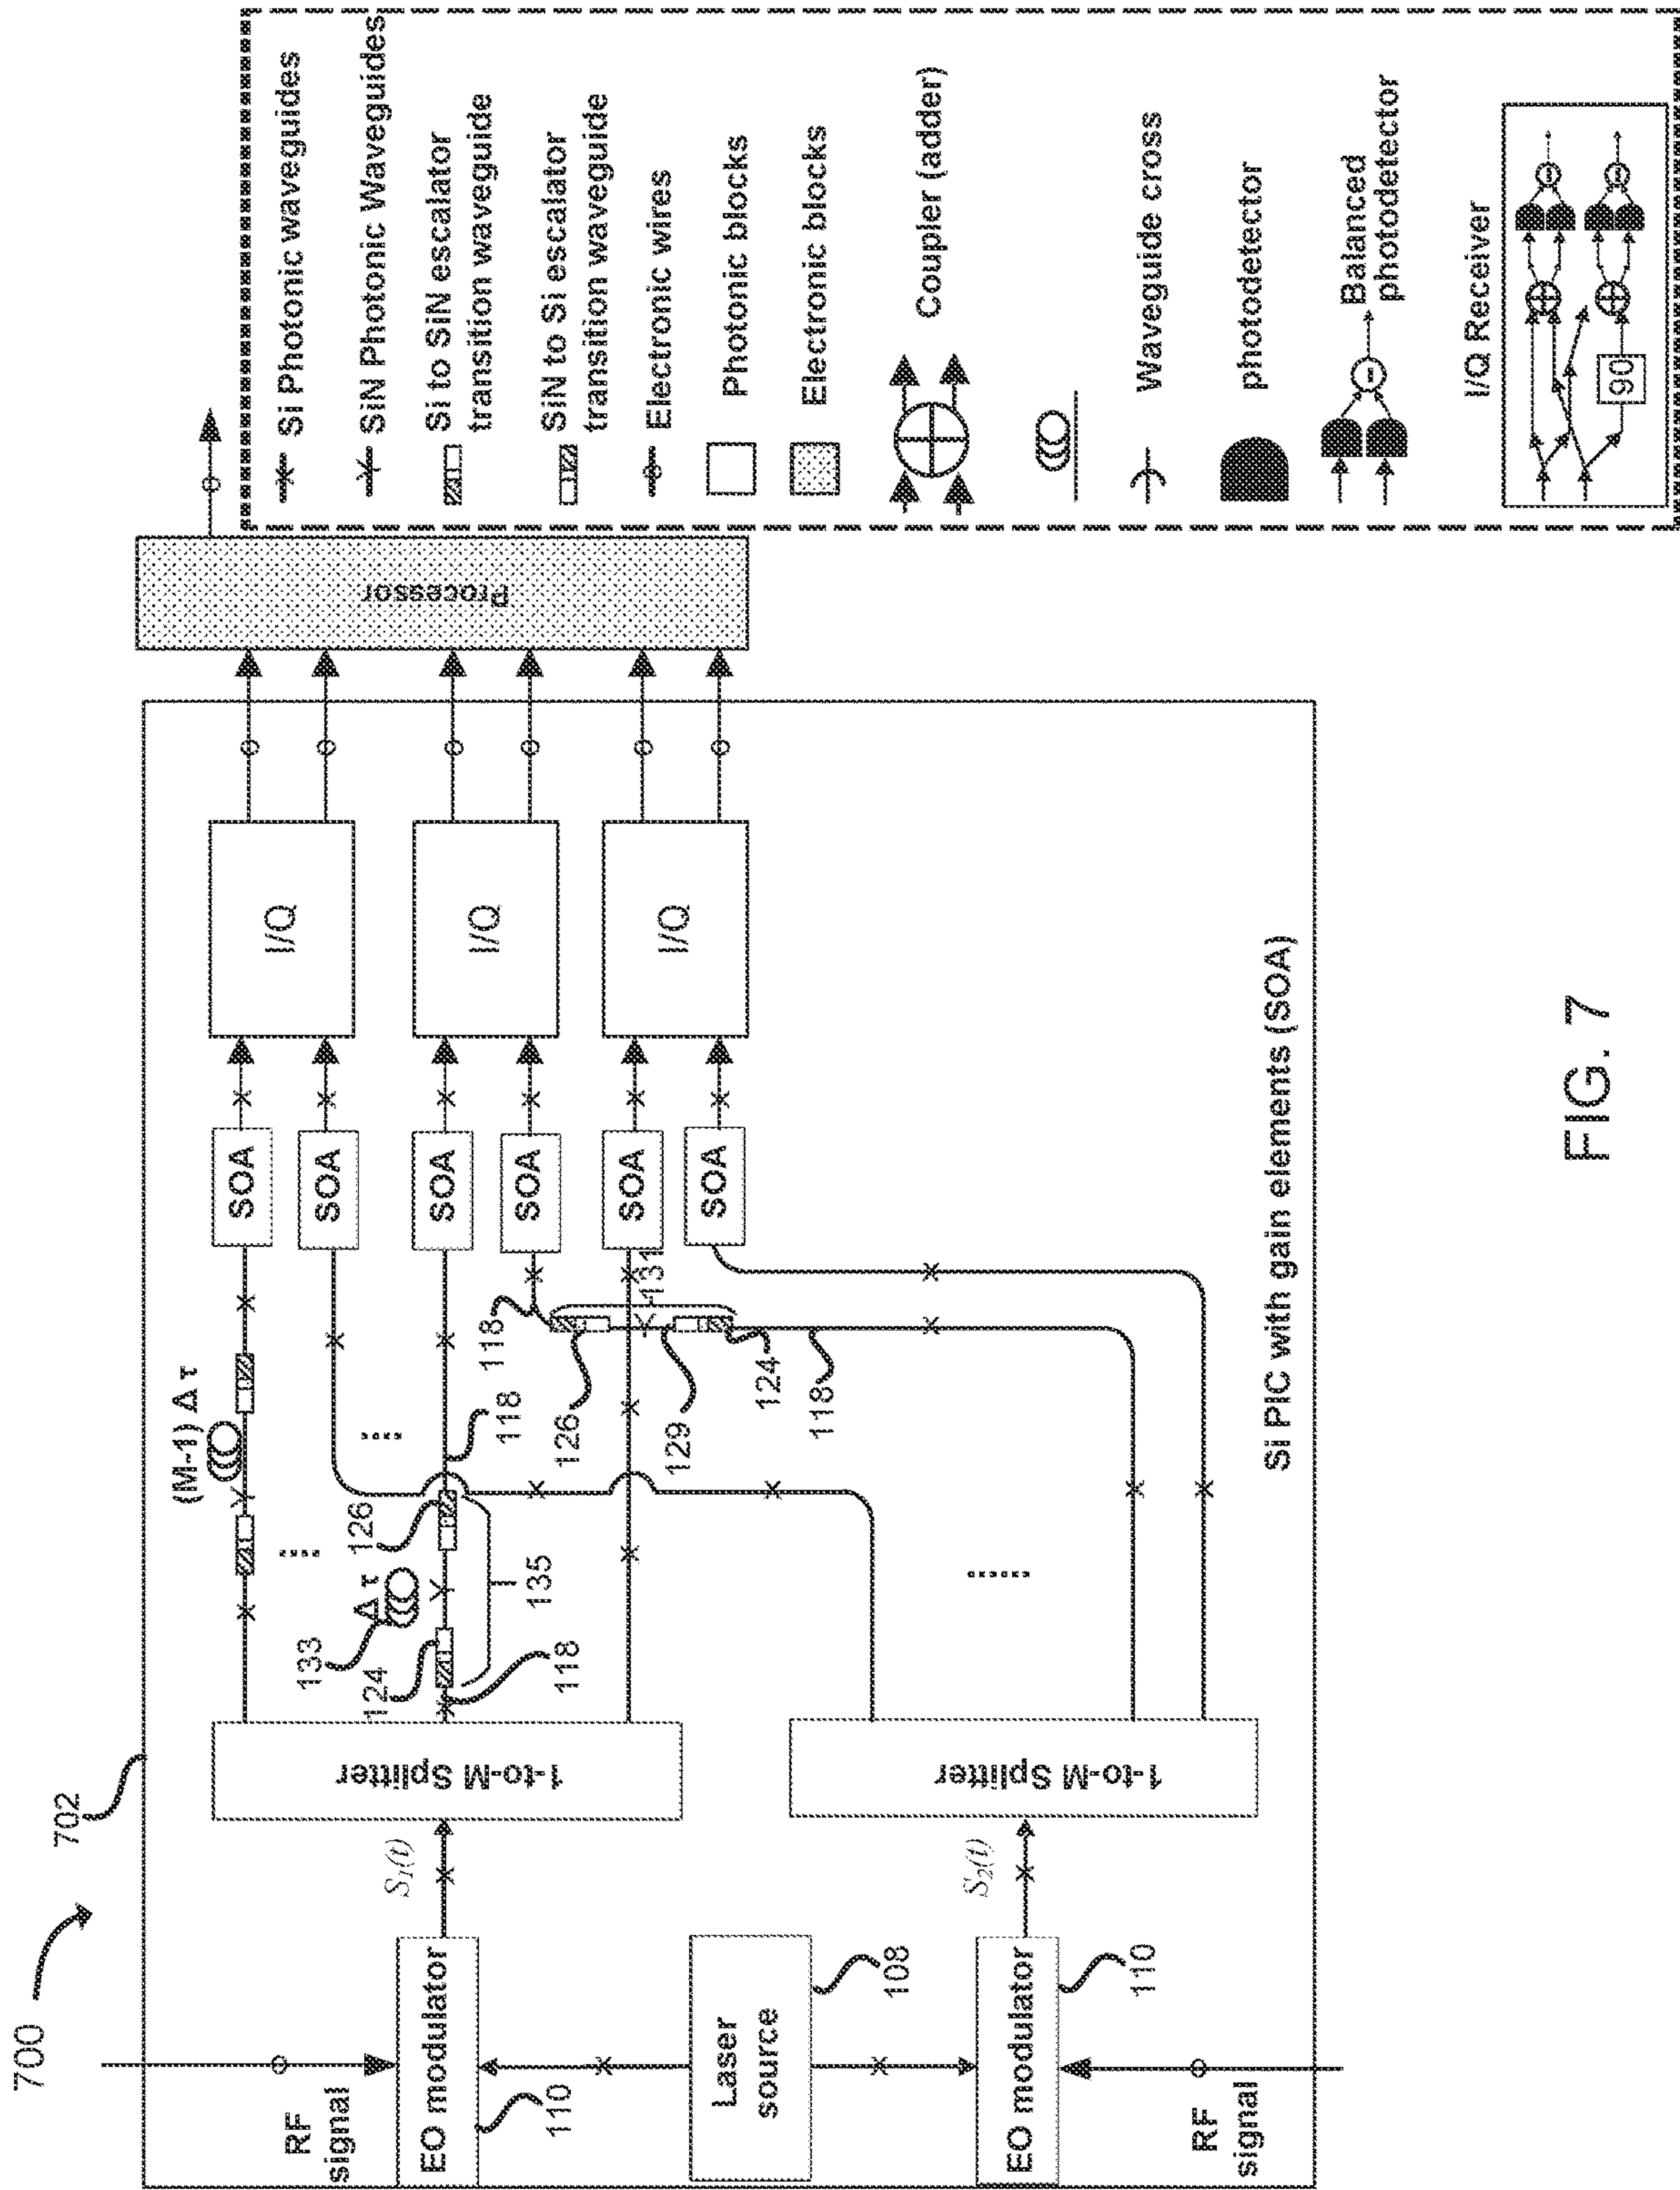 700
702
RF
signal
EO modulator
110
Laser
source
108
EO modulator
110
RF
signal
S1(t)
S2(t)
1-to-M Splitter
1-to-M Splitter
(M-1) Δ τ
....
....
133
Δ τ
124
126
118
135
118
......
118
126
129
131
124
118
SOA
SOA
SOA
SOA
SOA
SOA
I/Q
I/Q
I/Q
Si PIC with gain elements (SOA)
Processor
Si Photonic waveguides
SiN Photonic Waveguides
Si to SiN escalator
transition waveguide
SiN to Si escalator
transition waveguide
Electronic wires
Photonic blocks
Electronic blocks
Coupler (adder)
Waveguide cross
photodetector
Balanced
photodetector
I/Q Receiver
90
FIG. 7